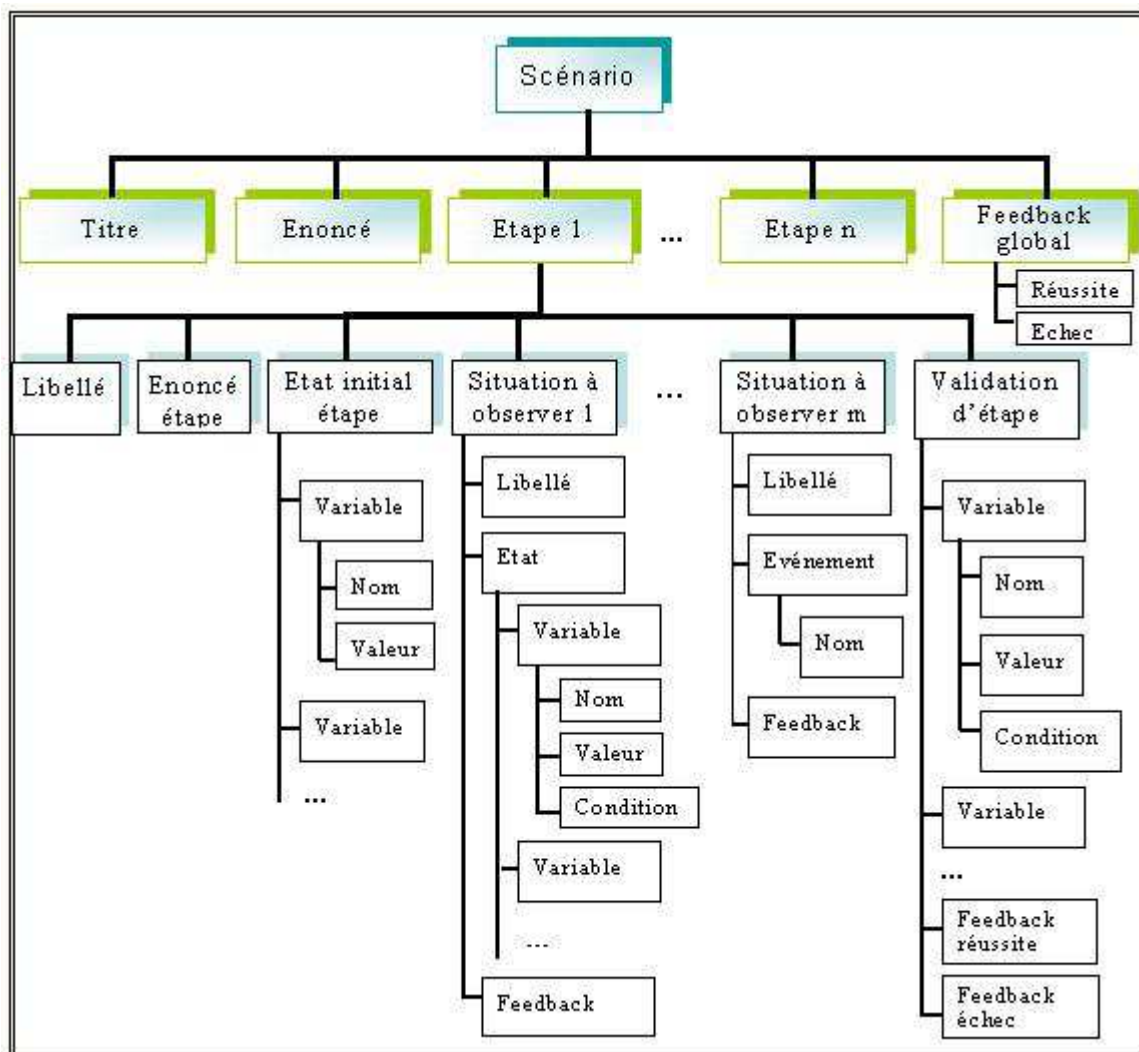 Scénario
Titre
Enoncé
Etape 1
...
Etape n
Feedback
global
Réussite
Echec
Libellé
Enoncé
étape
Etat initial
étape
Situation à
observer 1
...
Situation à
observer m
Validation
d'étape
Variable
Nom
Valeur
Variable
...
Libellé
Etat
Variable
Nom
Valeur
Condition
Variable
...
Feedback
Libellé
Evénement
Nom
Feedback
Variable
Nom
Valeur
Condition
Variable
...
Feedback
réussite
Feedback
échec